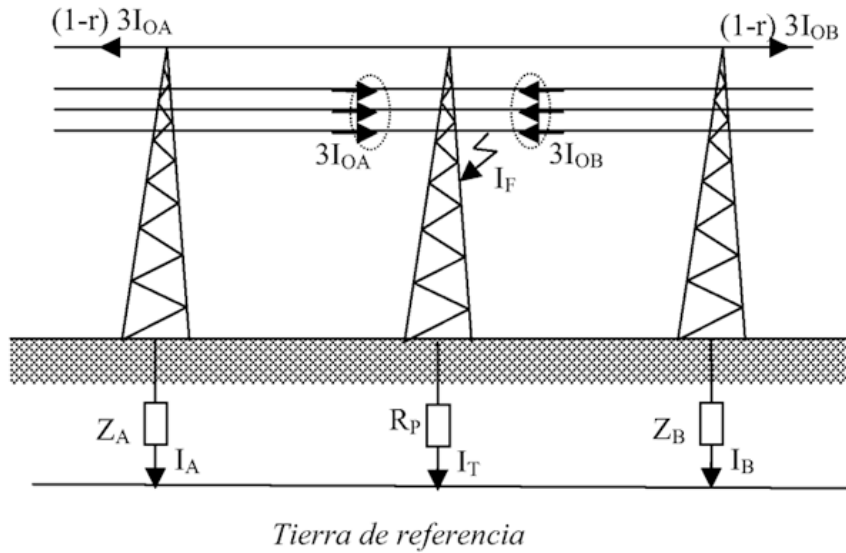 (1-r) 3I_OA
(1-r) 3I_OB
3I_OA
3I_OB
I_F
Z_A
R_P
Z_B
I_A
I_T
I_B
Tierra de referencia